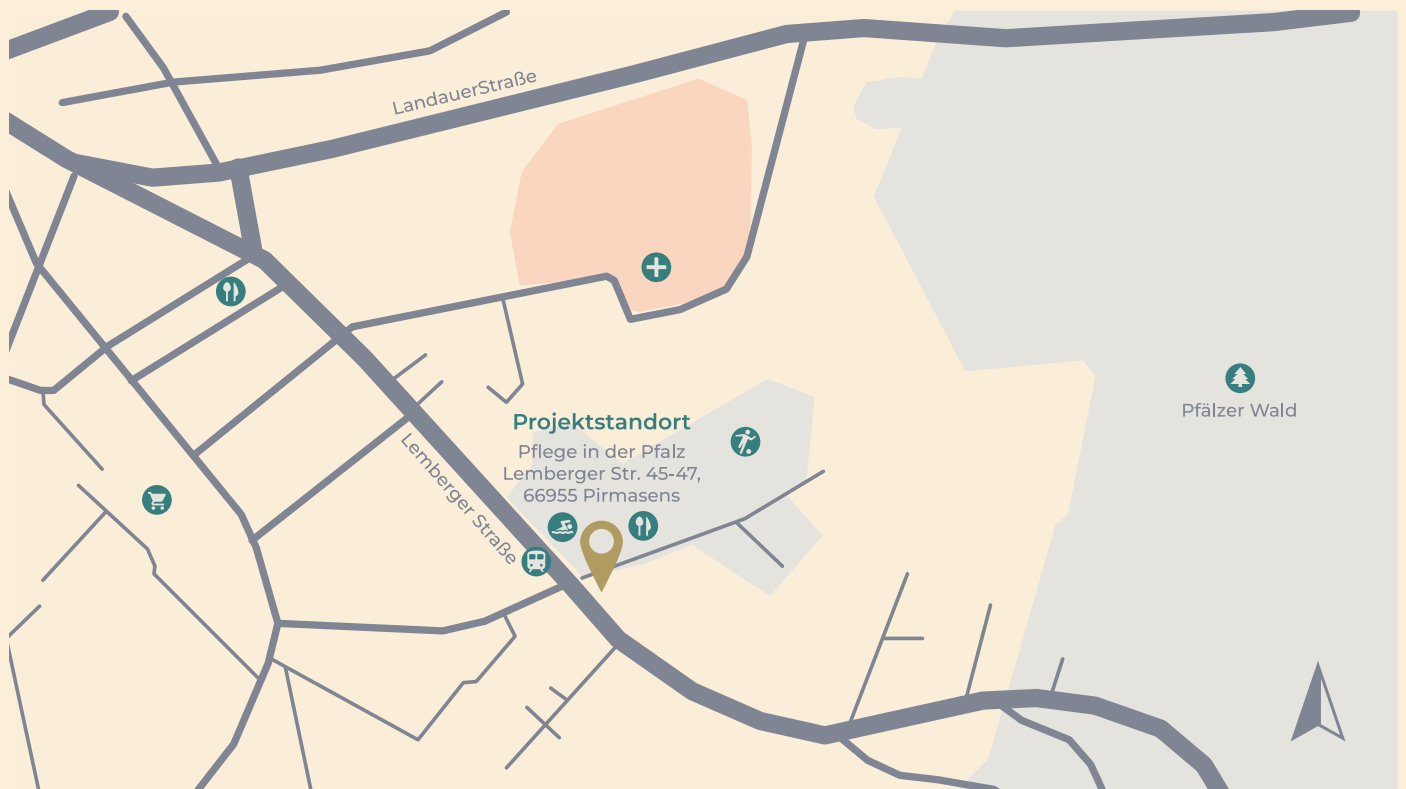 LandauerStraße
Pfälzer Wald
Projektstandort
Pflege in der Pfalz
Lemberger Str. 45-47,
66955 Pirmasens
Lemberger Straße